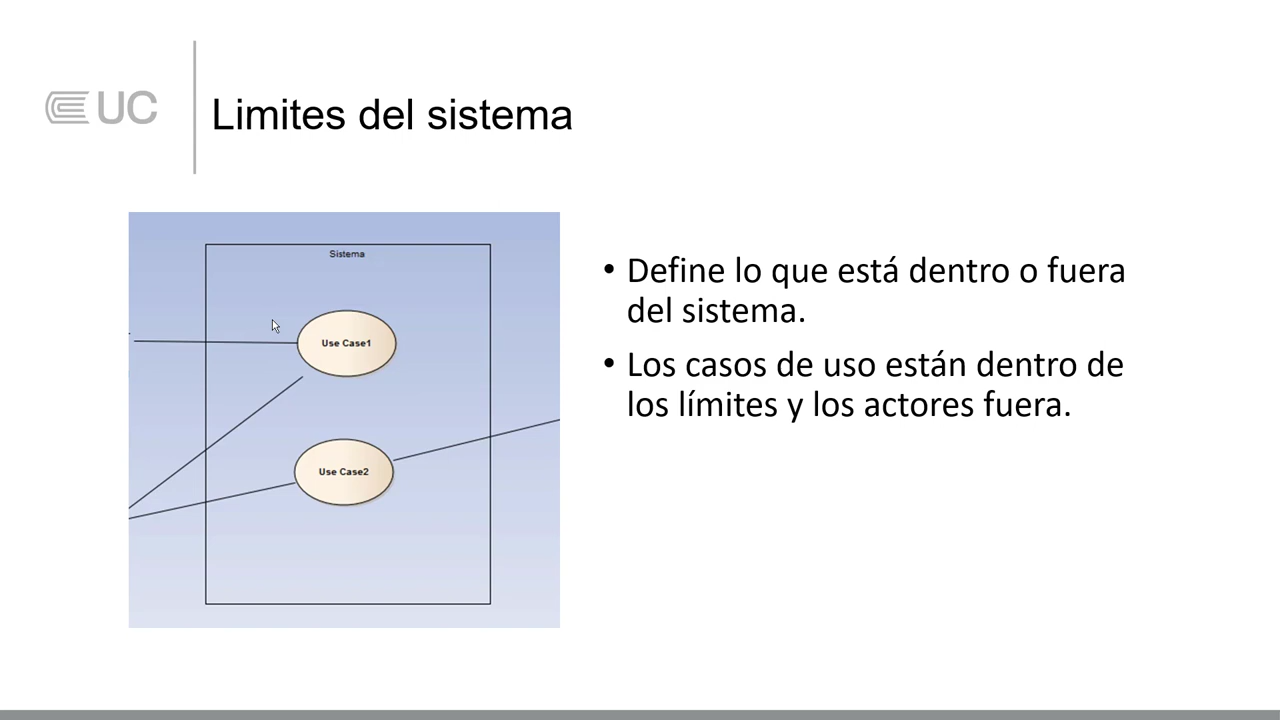 UC
Limites del sistema
Sistema
Use Case1
Use Case2
• Define lo que está dentro o fuera
del sistema.
• Los casos de uso están dentro de
los límites y los actores fuera.